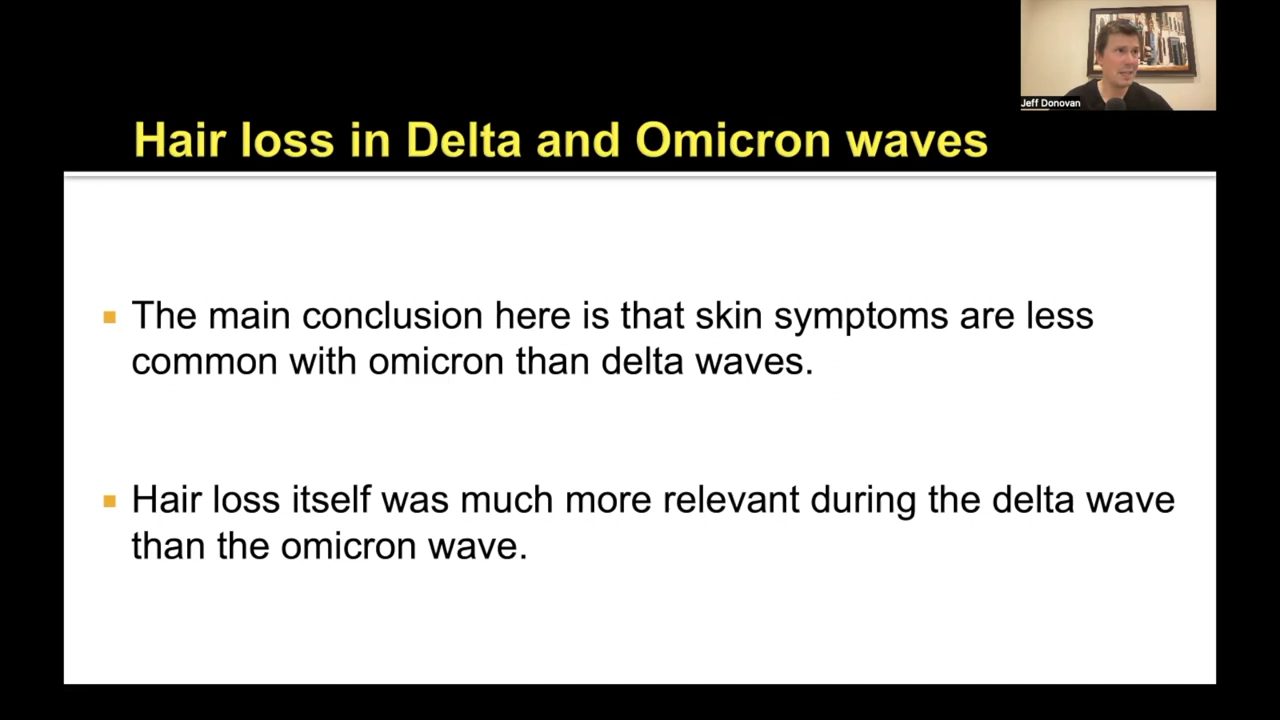 Jeff Donovan
Hair loss in Delta and Omicron waves
The main conclusion here is that skin symptoms are less
common with omicron than delta waves.
Hair loss itself was much more relevant during the delta wave
than the omicron wave.